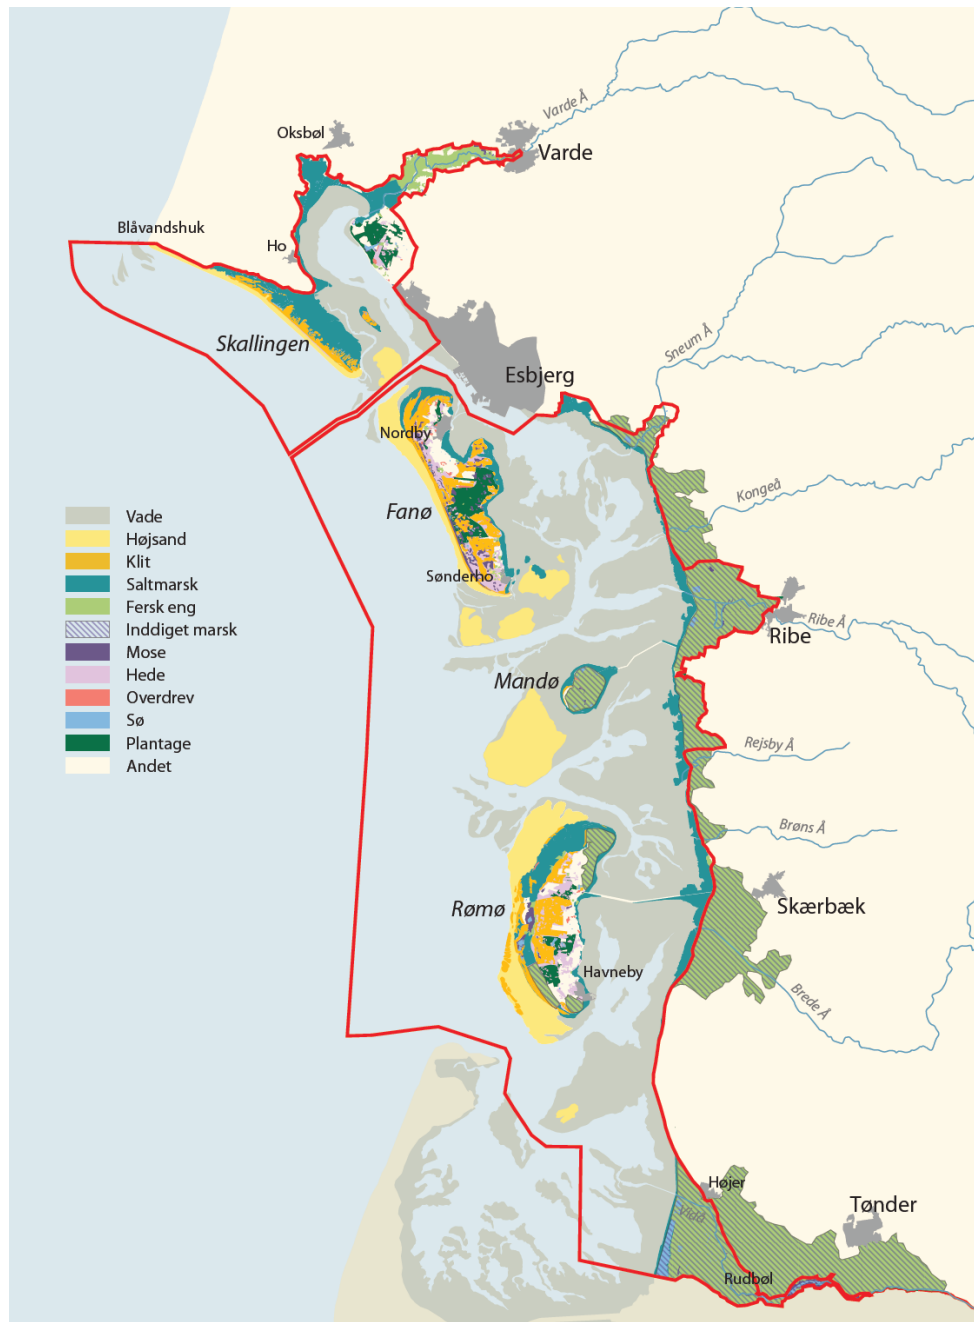 Varde Å
Oksbøl
Varde
Blåvandshuk
Ho
Skallingen
Sneum Å
Esbjerg
Nordby
Kongeå
Fanø
Vade
Højsand
Klit
Saltmarsk
Fersk eng
Inddiget marsk
Mose
Hede
Overdrev
Sø
Plantage
Andet
Sønderho
Ribe Å
Ribe
Mandø
Rejsby Å
Brøns Å
Rømø
Skærbæk
Havneby
Brede Å
Højer
Tønder
Vidå
Rudbøl